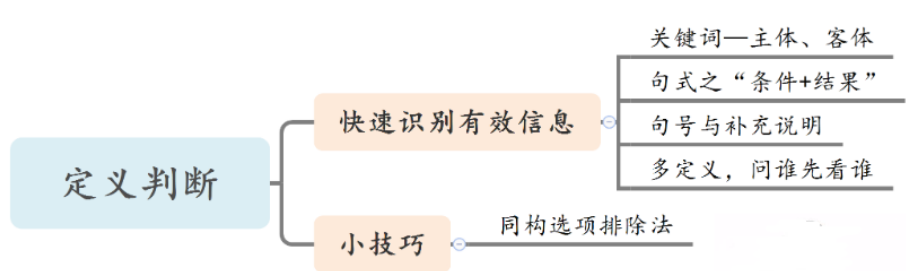 定义判断
快速识别有效信息
关键词—主体、客体
句式之“条件+结果”
句号与补充说明
多定义，问谁先看谁
小技巧
同构选项排除法